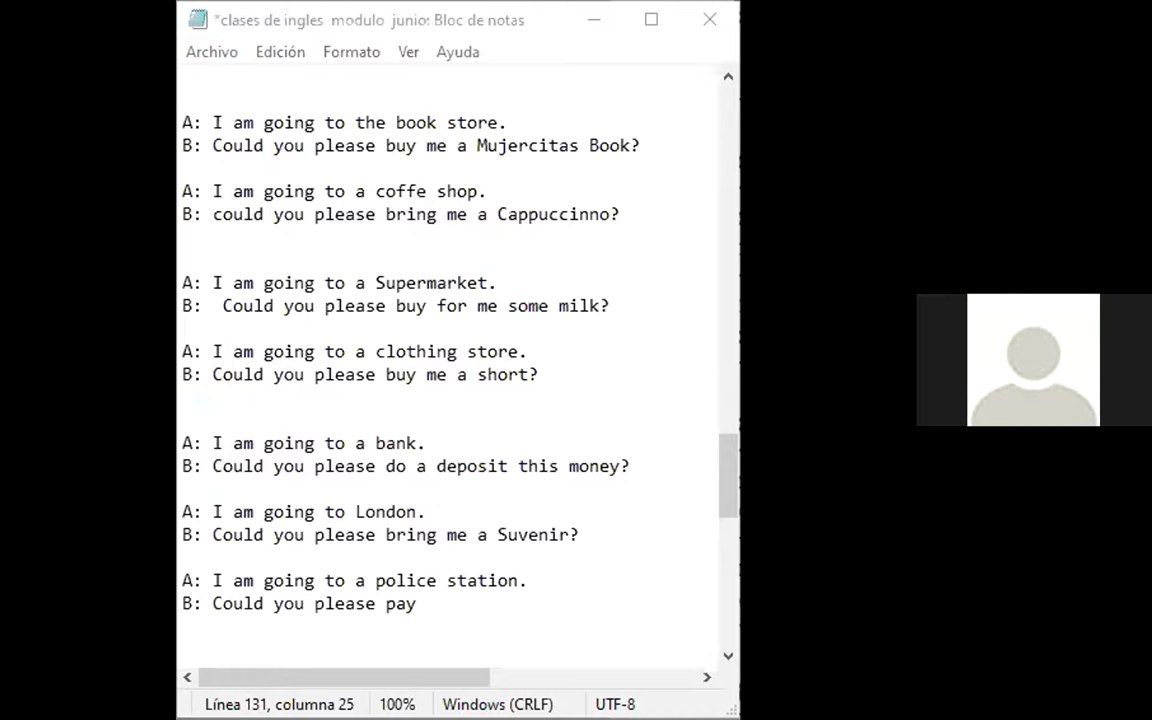 *clases de ingles modulo junio: Bloc de notas
Archivo Edición Formato Ver Ayuda
A: I am going to the book store.
B: Could you please buy me a Mujercitas Book?
A: I am going to a coffe shop.
B: could you please bring me a Cappuccinno?
A: I am going to a Supermarket.
B:  Could you please buy for me some milk?
A: I am going to a clothing store.
B: Could you please buy me a short?
A: I am going to a bank.
B: Could you please do a deposit this money?
A: I am going to London.
B: Could you please bring me a Suvenir?
A: I am going to a police station.
B: Could you please pay
Línea 131, columna 25 100% Windows (CRLF) UTF-8